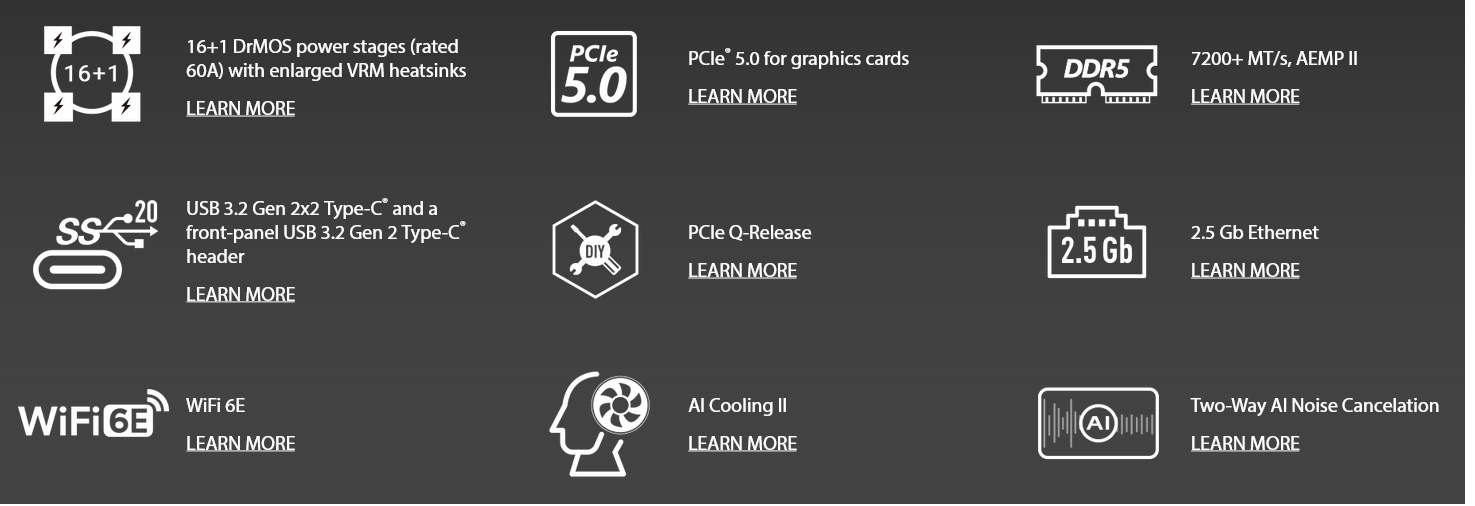 16+1
16+1 DrMOS power stages (rated
60A) with enlarged VRM heatsinks
LEARN MORE
PCIe
5.0
PCIe® 5.0 for graphics cards
LEARN MORE
DDR5
7200+ MT/s, AEMP II
LEARN MORE
SS 20
USB 3.2 Gen 2x2 Type-C® and a
front-panel USB 3.2 Gen 2 Type-C®
header
LEARN MORE
DIY
PCIe Q-Release
LEARN MORE
2.5 Gb
2.5 Gb Ethernet
LEARN MORE
WiFi 6E
WiFi 6E
LEARN MORE
AI Cooling II
LEARN MORE
AI
Two-Way AI Noise Cancelation
LEARN MORE